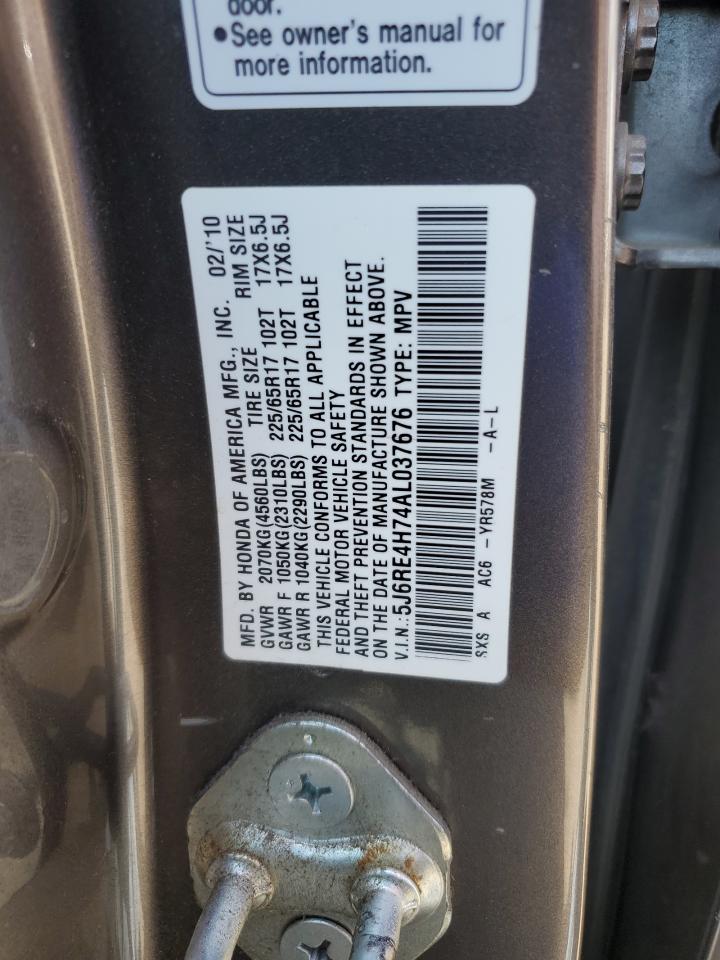 door.
•See owner's manual for
more information.
MFD. BY HONDA OF AMERICA MFG., INC. 02/'10
GVWR 2070KG(4560LBS) TIRE SIZE RIM SIZE
GAWR F 1050KG(2310LBS) 225/65R17 102T 17X6.5J
GAWR R 1040KG(2290LBS) 225/65R17 102T 17X6.5J
THIS VEHICLE CONFORMS TO ALL APPLICABLE
FEDERAL MOTOR VEHICLE SAFETY
AND THEFT PREVENTION STANDARDS IN EFFECT
ON THE DATE OF MANUFACTURE SHOWN ABOVE.
V.I.N.:5J6RE4H74AL037676 TYPE: MPV
SXS A AC6 -YR578M -A-L